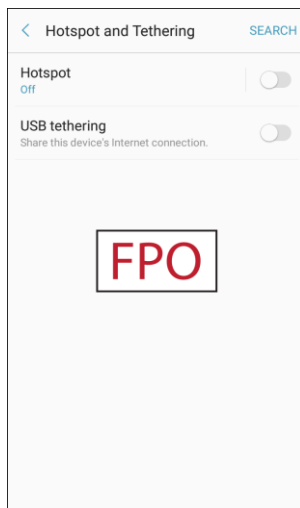 Hotspot and Tethering SEARCH
Hotspot
Off
USB tethering
Share this device's Internet connection.
FPO